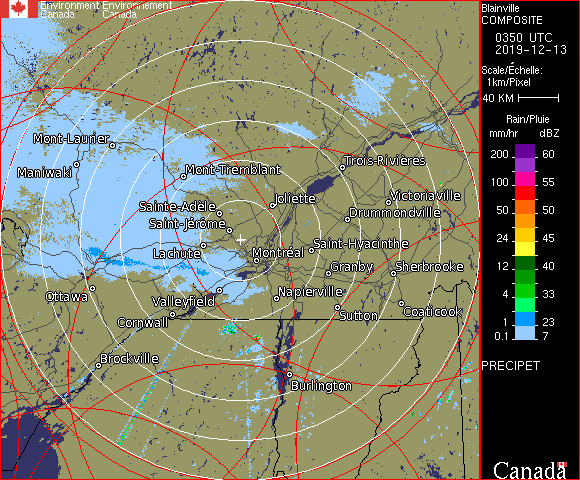 Environment Environnement
Canada Canada
Blainville
COMPOSITE
0350 UTC
2019-12-13
Scale/Échelle:
1km/Pixel
40 KM
Rain/Pluie
mm/hr dBZ
200 60
100 55
50 50
24 45
12 40
4 33
1 23
0.1 7
PRECIPET
Canada
Mont-Laurier
Maniwaki
Mont-Tremblant
Trois-Rivières
Joliette
Victoriaville
Sainte-Adèle
Drummondville
Saint-Jérôme
Lachute
Montréal
Saint-Hyacinthe
Granby
Sherbrooke
Ottawa
Valleyfield
Napierville
Cornwall
Sutton
Coaticook
Brockville
Burlington